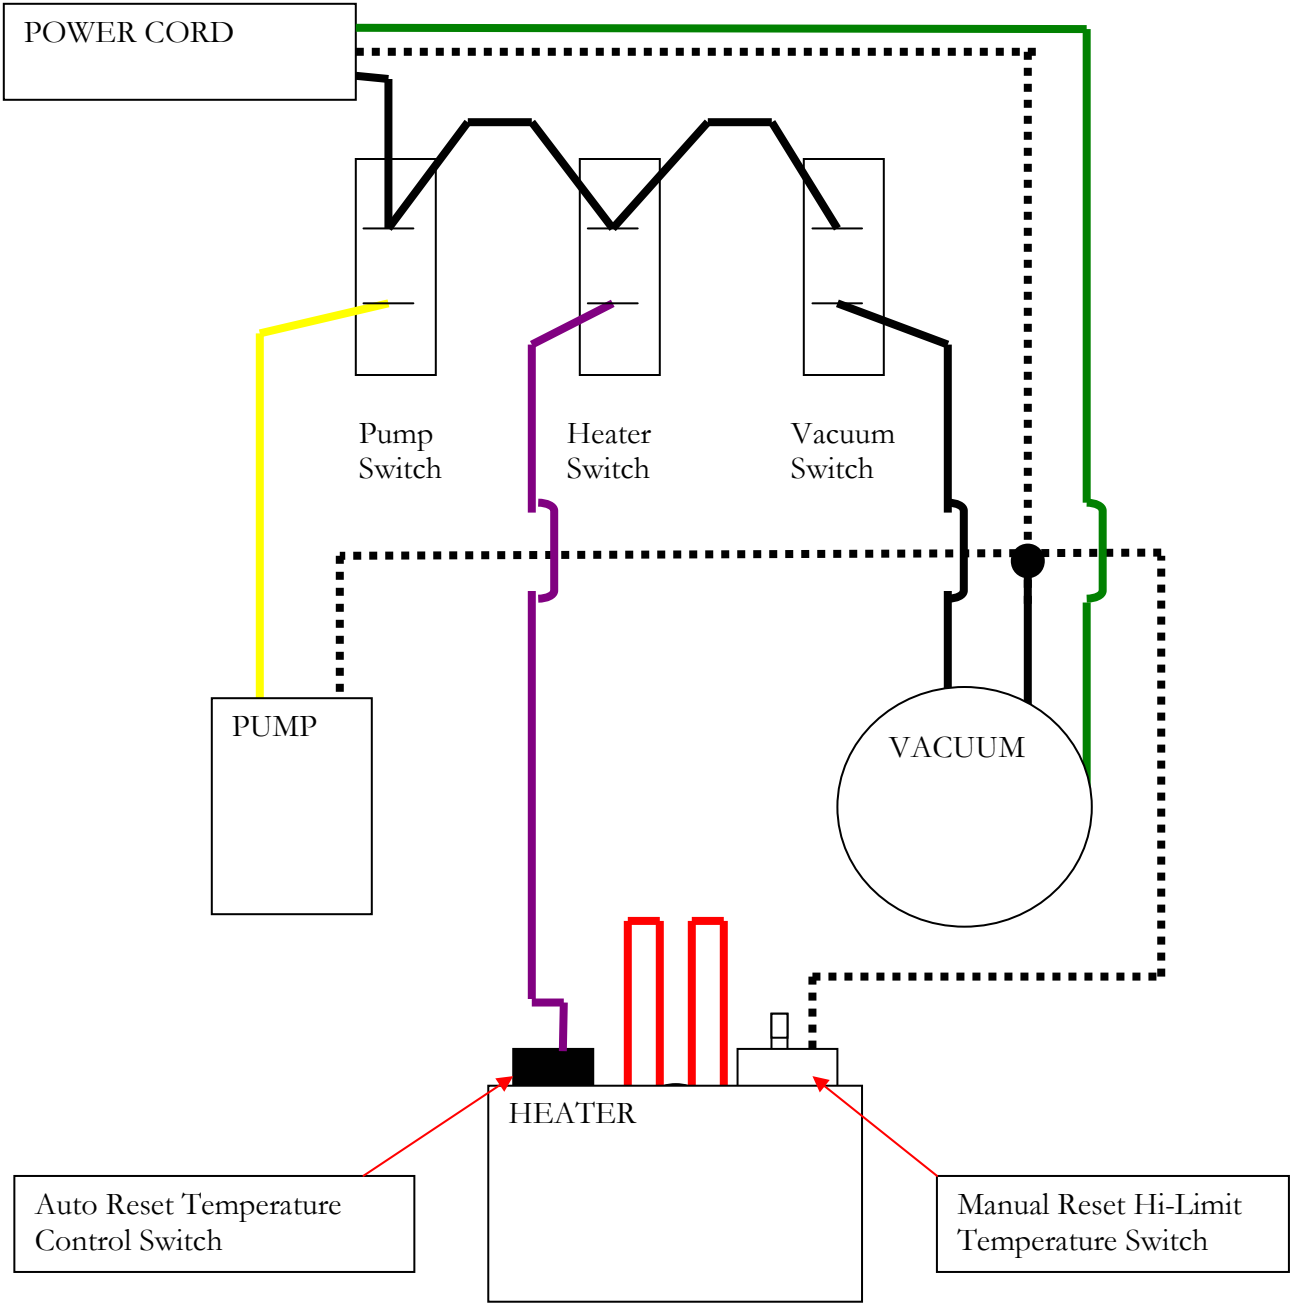 POWER CORD
Pump
Switch
Heater
Switch
Vacuum
Switch
PUMP
VACUUM
HEATER
Auto Reset Temperature
Control Switch
Manual Reset Hi-Limit
Temperature Switch